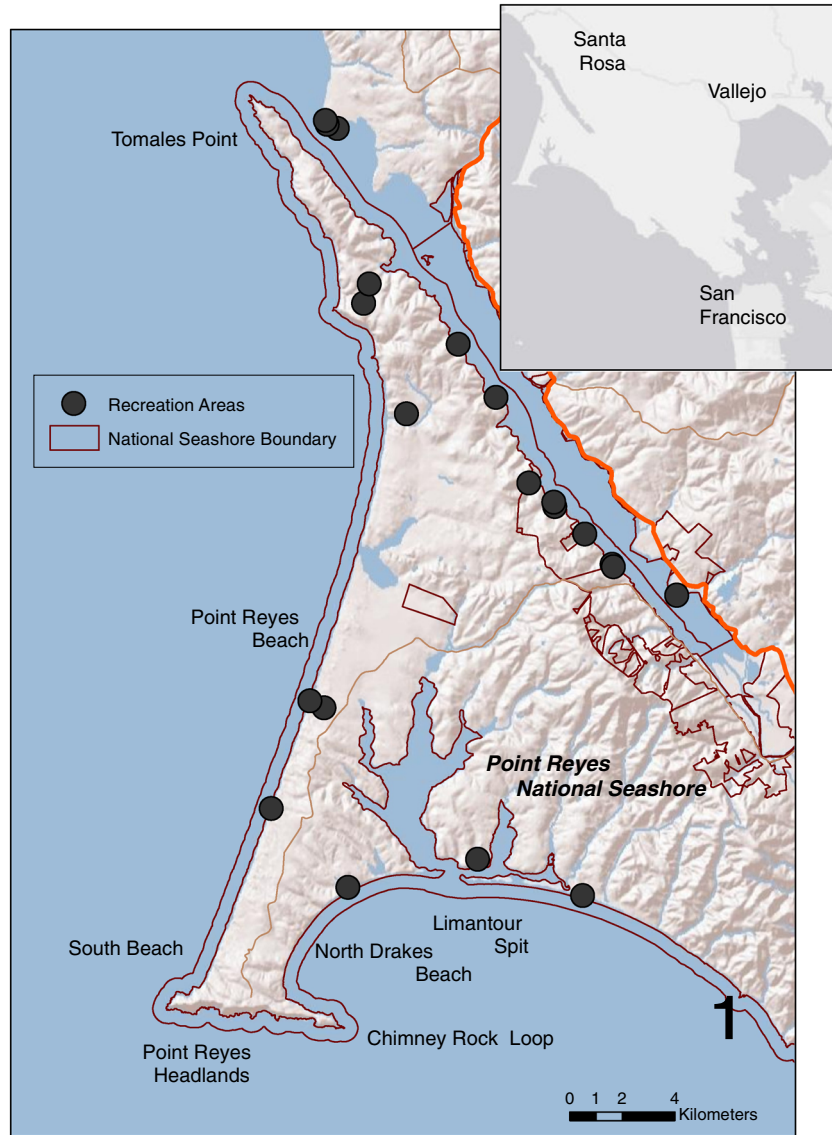 Santa
Rosa
Vallejo
San
Francisco
Tomales Point
Recreation Areas
National Seashore Boundary
Point Reyes
Beach
Point Reyes
National Seashore
South Beach
North Drakes
Beach
Limantour
Spit
1
Point Reyes
Headlands
Chimney Rock Loop
0 1 2 4
Kilometers